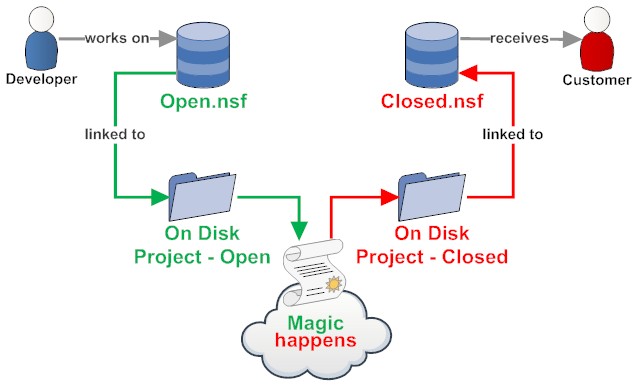 works on
receives
Developer
Customer
Open.nsf
Closed.nsf
linked to
linked to
On Disk
Project - Open
On Disk
Project - Closed
Magic
happens